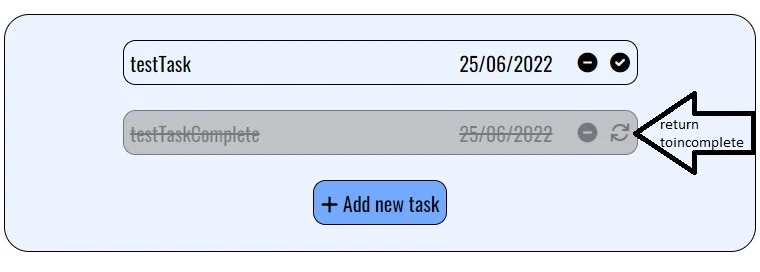 testTask 25/06/2022
testTaskComplete 25/06/2022
return
toincomplete
+ Add new task